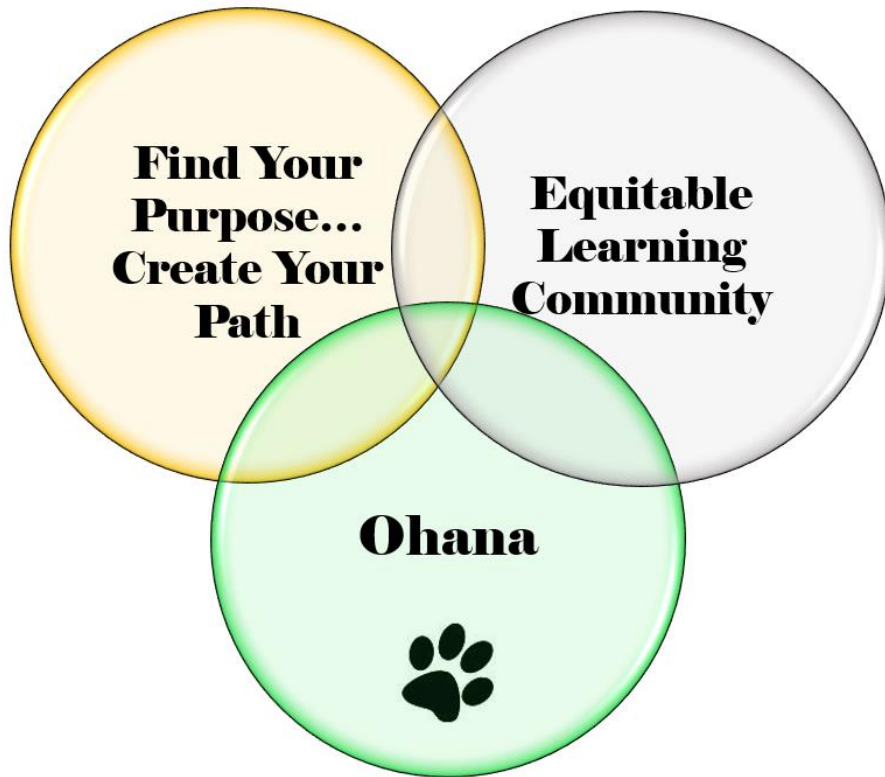 Find Your
Purpose...
Create Your
Path
Equitable
Learning
Community
Ohana